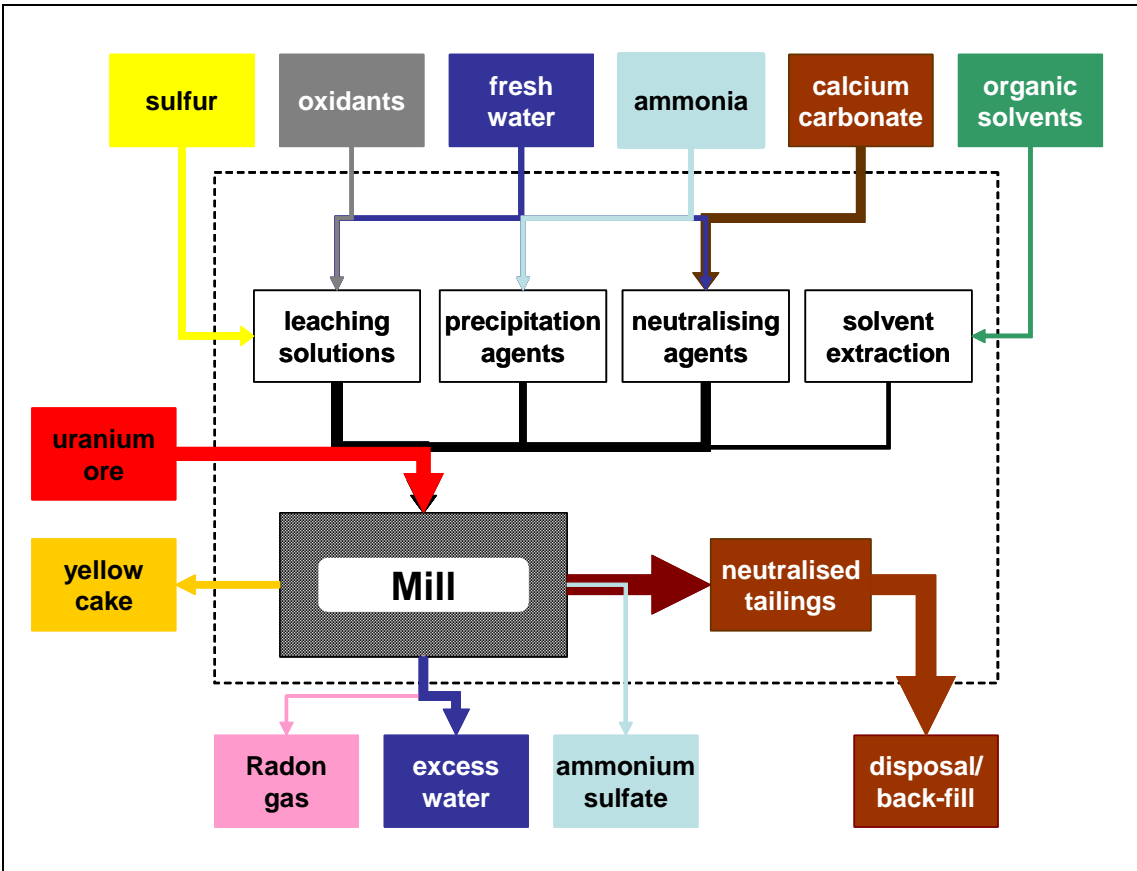 sulfur
oxidants
fresh
water
ammonia
calcium
carbonate
organic
solvents
leaching
solutions
precipitation
agents
neutralising
agents
solvent
extraction
uranium
ore
yellow
cake
Mill
neutralised
tailings
Radon
gas
excess
water
ammonium
sulfate
disposal/
back-fill